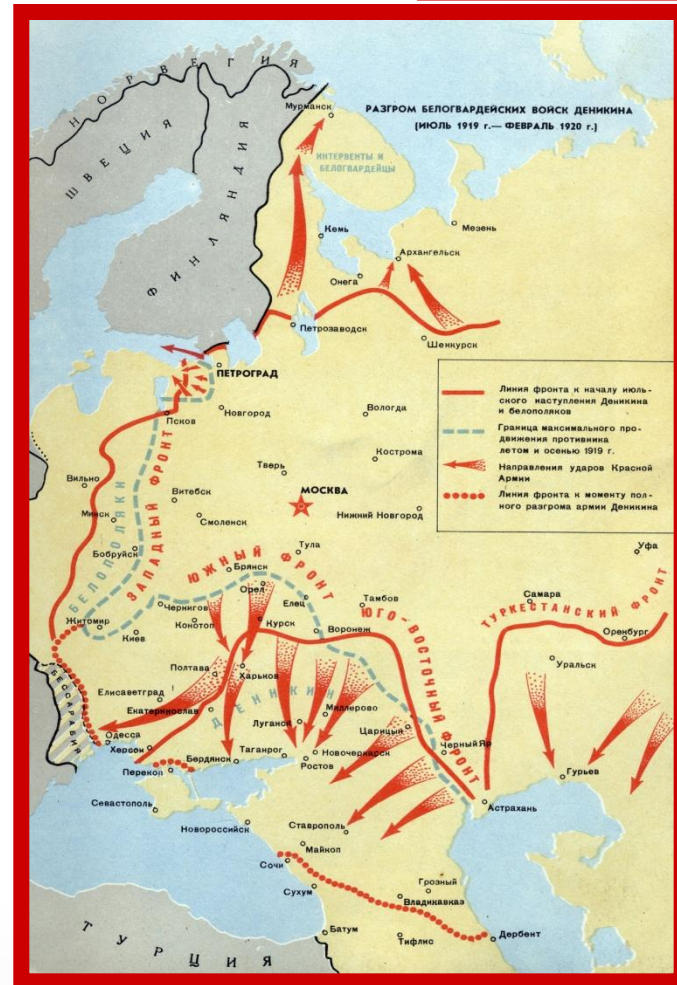 РАЗГРОМ БЕЛОГВАРДЕЙСКИХ ВОЙСК ДЕНИКИНА
(ИЮЛЬ 1919 г.— ФЕВРАЛЬ 1920 г.)
НОРВЕГИЯ
ШВЕЦИЯ
ФИНЛЯНДИЯ
Мурманск
ИНТЕРВЕНТЫ И
БЕЛОГВАРДЕЙЦЫ
Кемь
Мезень
Архангельск
Онега
Петрозаводск
Шенкурск
ПЕТРОГРАД
Псков
Новгород
Вологда
Кострома
Тверь
МОСКВА
Нижний Новгород
Вильно
Витебск
Минск
Смоленск
Бобруйск
БЕЛОПОЛЯКИ
ЗАПАДНЫЙ ФРОНТ
Линия фронта к началу июль-
ского наступления Деникина
и белополяков
Граница максимального про-
движения противника
летом и осенью 1919 г.
Направления ударов Красной
Армии
Линия фронта к моменту пол-
ного разгрома армии Деникина
Тула
Брянск
ЮЖНЫЙ ФРОНТ
Орел
Елец
Тамбов
ЮГО-ВОСТОЧНЫЙ ФРОНТ
Уфа
Самара
ТУРКЕСТАНСКИЙ ФРОНТ
Оренбург
Уральск
Житомир
Чернигов
Конотоп
Киев
Курск
Воронеж
Полтава
Харьков
ДЕНИКИН
Елисаветград
Екатеринослав
Миллерово
Луганск
Царицын
Черный Яр
БЕССАРАБИЯ
Одесса
Херсон
Перекоп
Бердянск
Таганрог
Новочеркасск
Ростов
Гурьев
Астрахань
Севастополь
Новороссийск
Ставрополь
Майкоп
Сочи
Сухум
Грозный
Владикавказ
Батум
Тифлис
Дербент
ТУРЦИЯ